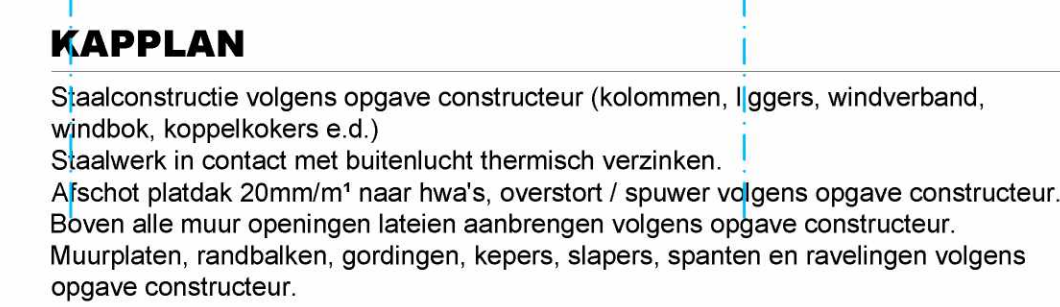 KAPPLAN
Staalconstructie volgens opgave constructeur (kolommen, liggers, windverband,
windbok, koppelkokers e.d.)
Staalwerk in contact met buitenlucht thermisch verzinken.
Afschot platdak 20mm/m¹ naar hwa's, overstort / spuwer volgens opgave constructeur.
Boven alle muur openingen lateien aanbrengen volgens opgave constructeur.
Muurplaten, randbalken, gordingen, kepers, slapers, spanten en ravelingen volgens
opgave constructeur.